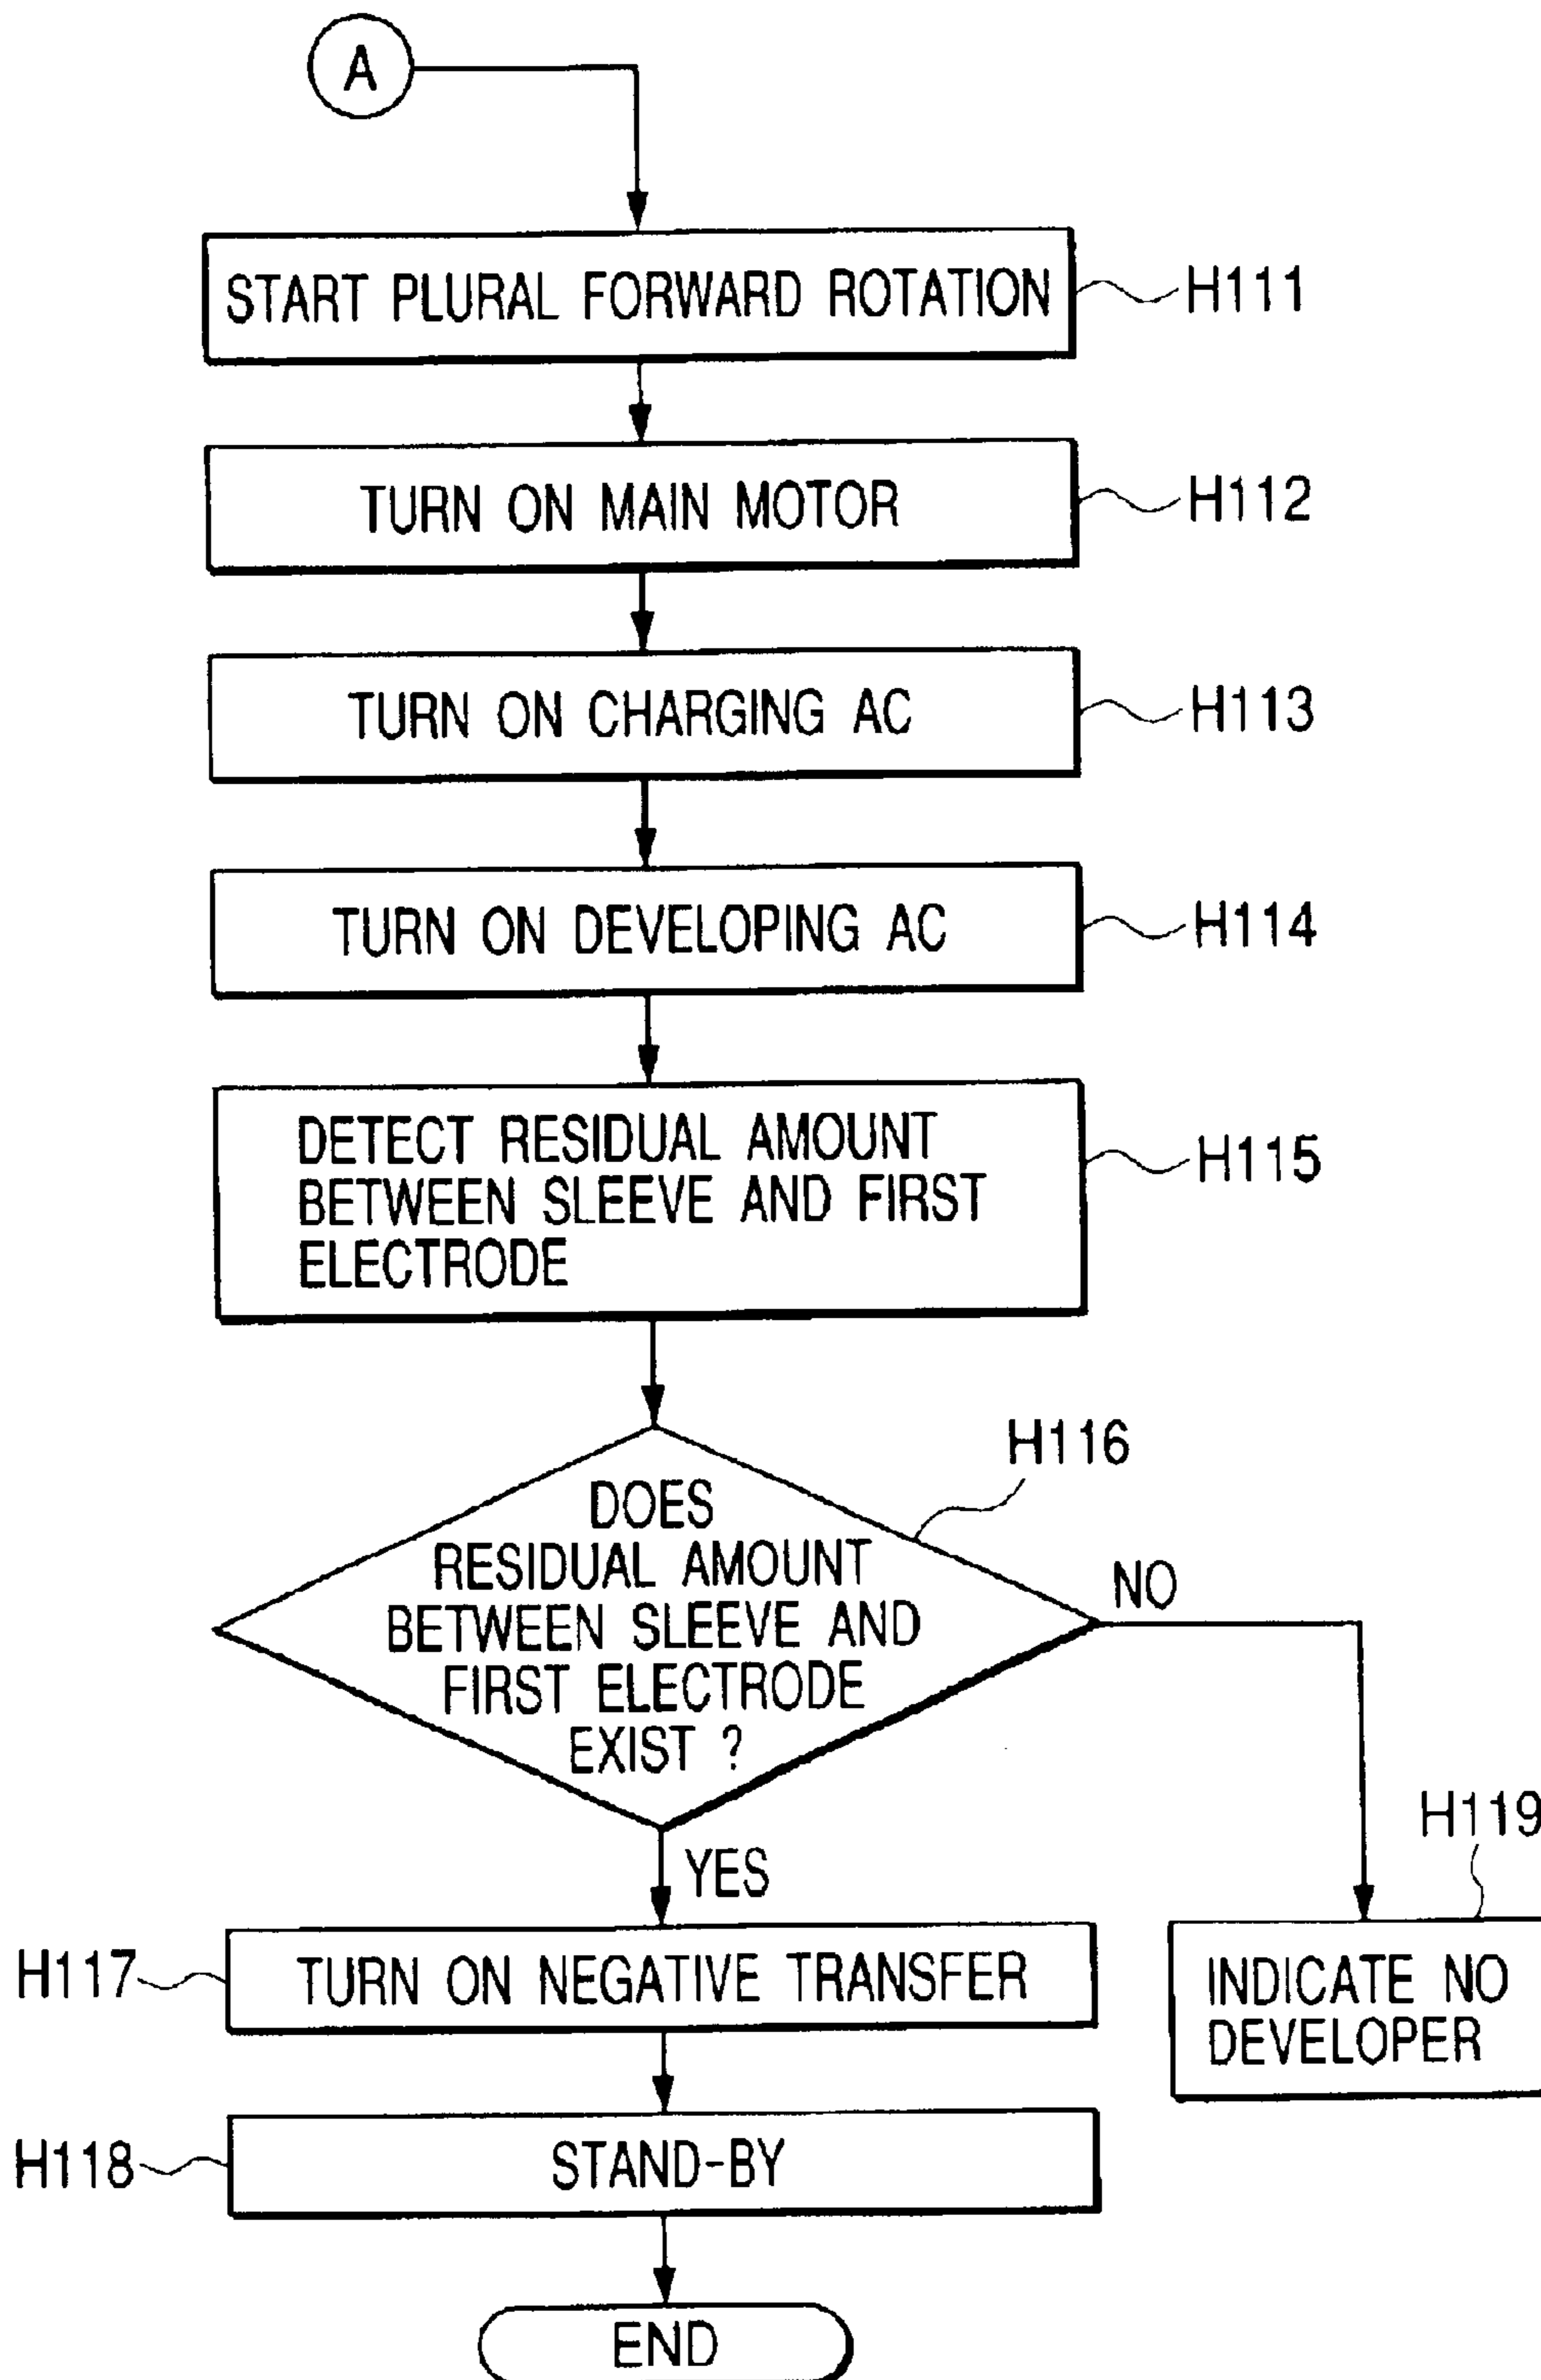 A
START PLURAL FORWARD ROTATION
H111
TURN ON MAIN MOTOR
H112
TURN ON CHARGING AC
H113
TURN ON DEVELOPING AC
H114
DETECT RESIDUAL AMOUNT
BETWEEN SLEEVE AND FIRST
ELECTRODE
H115
H116
DOES
RESIDUAL AMOUNT
BETWEEN SLEEVE AND
FIRST ELECTRODE
EXIST ?
NO
YES
H119
H117
TURN ON NEGATIVE TRANSFER
INDICATE NO
DEVELOPER
H118
STAND-BY
END